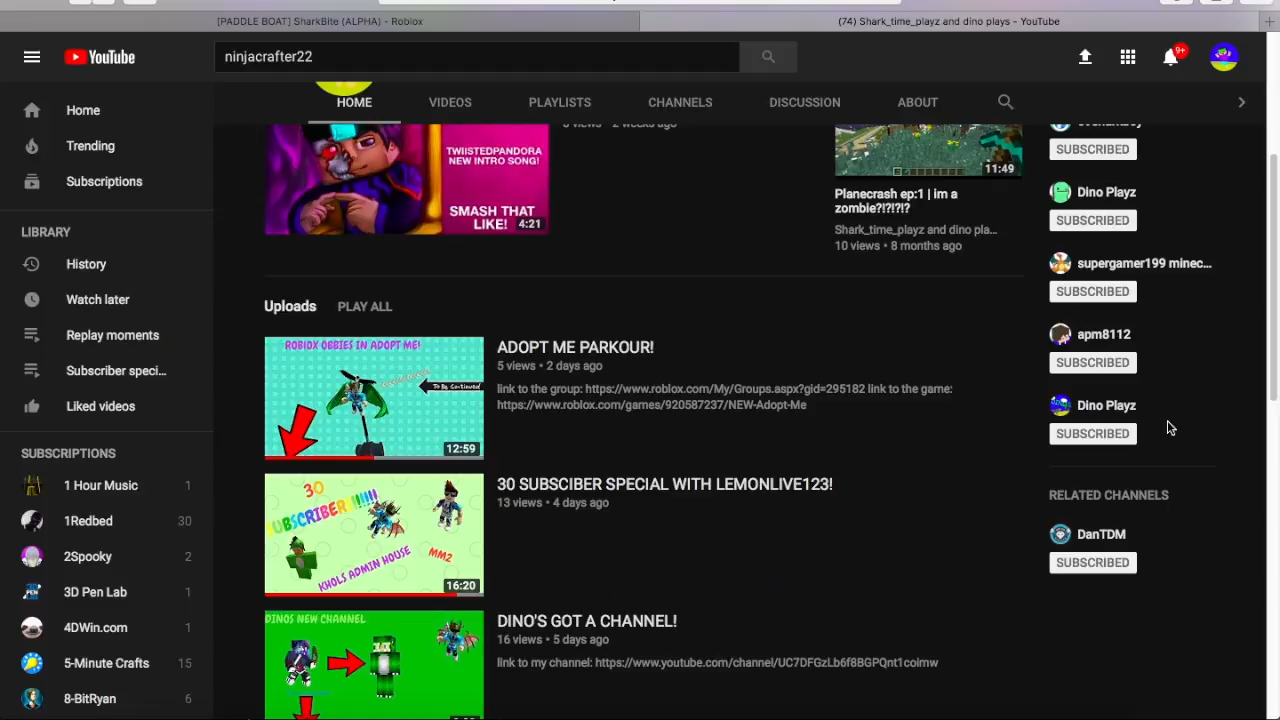 [PADDLE BOAT] SharkBite (ALPHA) - Roblox
(74) Shark_time_playz and dino plays - YouTube
YouTube
ninjacrafter22
9+
HOME
VIDEOS
PLAYLISTS
CHANNELS
DISCUSSION
ABOUT
Home
Trending
Subscriptions
LIBRARY
History
Watch later
Replay moments
Subscriber speci...
Liked videos
SUBSCRIPTIONS
1 Hour Music 1
1Redbed 30
2Spooky 2
3D Pen Lab 1
4DWin.com 1
5-Minute Crafts 15
8-BitRyan 6
TWIISTEDPANDORA
NEW INTRO SONG!
SMASH THAT
LIKE!
4:21
views • 2 weeks ago
11:49
Planecrash ep:1 | im a
zombie?!?!?!?
Shark_time_playz and dino pla...
10 views • 8 months ago
Uploads
PLAY ALL
ROBLOX OBBIES IN ADOPT ME!
To Be Continued
12:59
ADOPT ME PARKOUR!
5 views • 2 days ago
link to the group: https://www.roblox.com/My/Groups.aspx?gid=295182 link to the game:
https://www.roblox.com/games/920587237/NEW-Adopt-Me
30
SUBSCRIBERS!!!!!
KHOLS ADMIN HOUSE
MM2
16:20
30 SUBSCIBER SPECIAL WITH LEMONLIVE123!
13 views • 4 days ago
DINOS NEW CHANNEL
DINO'S GOT A CHANNEL!
16 views • 5 days ago
link to my channel: https://www.youtube.com/channel/UC7DFGzLb6f8BGPQnt1coimw
SUBSCRIBED
Dino Playz
SUBSCRIBED
supergamer199 minec...
SUBSCRIBED
apm8112
SUBSCRIBED
Dino Playz
SUBSCRIBED
RELATED CHANNELS
DanTDM
SUBSCRIBED